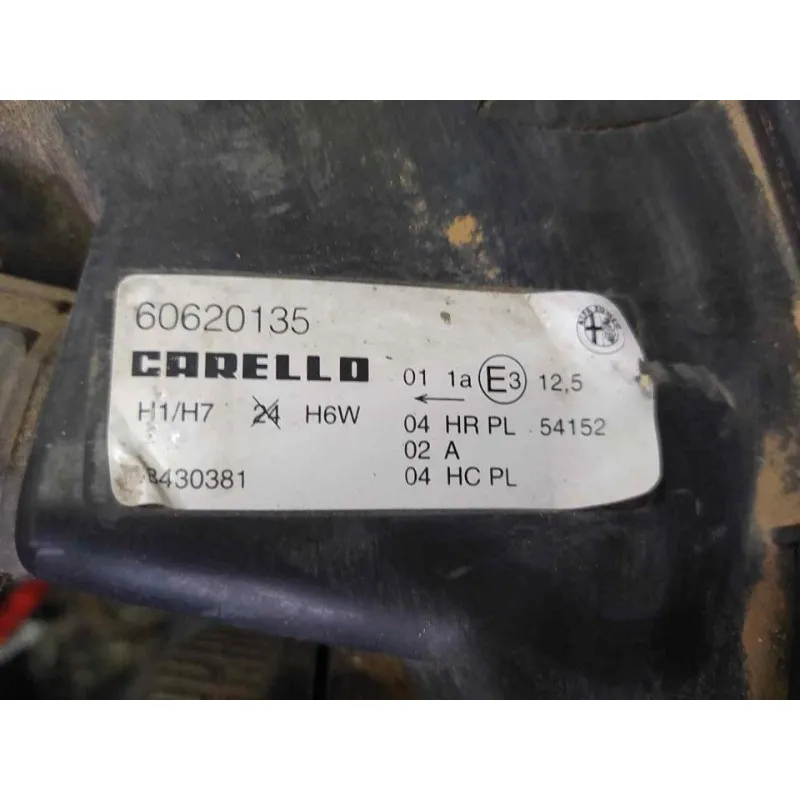 60620135
CARELLO
01 1a E3 12,5
H1/H7 24 H6W
04 HR PL 54152
02 A
8430381
04 HC PL